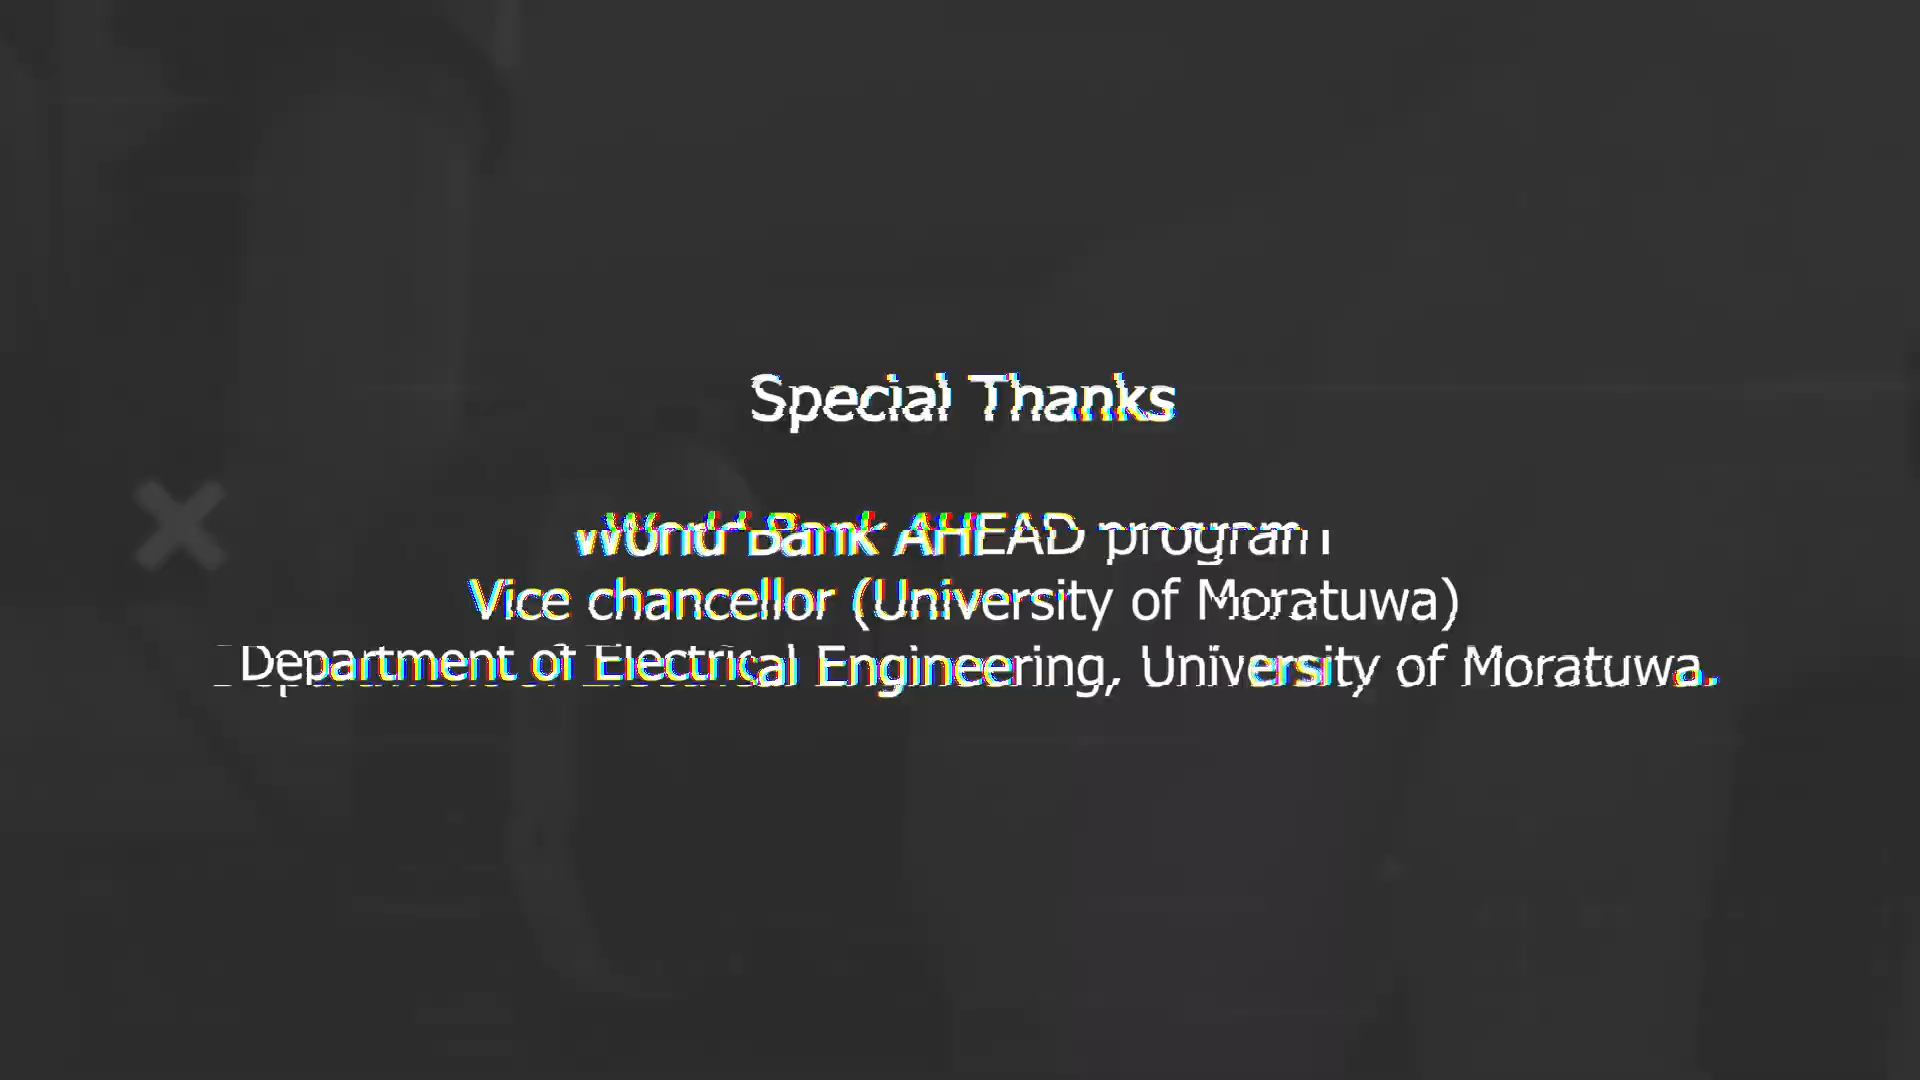 Special Thanks
World Bank AHEAD program
Vice chancellor (University of Moratuwa)
Department of Electrical Engineering, University of Moratuwa.